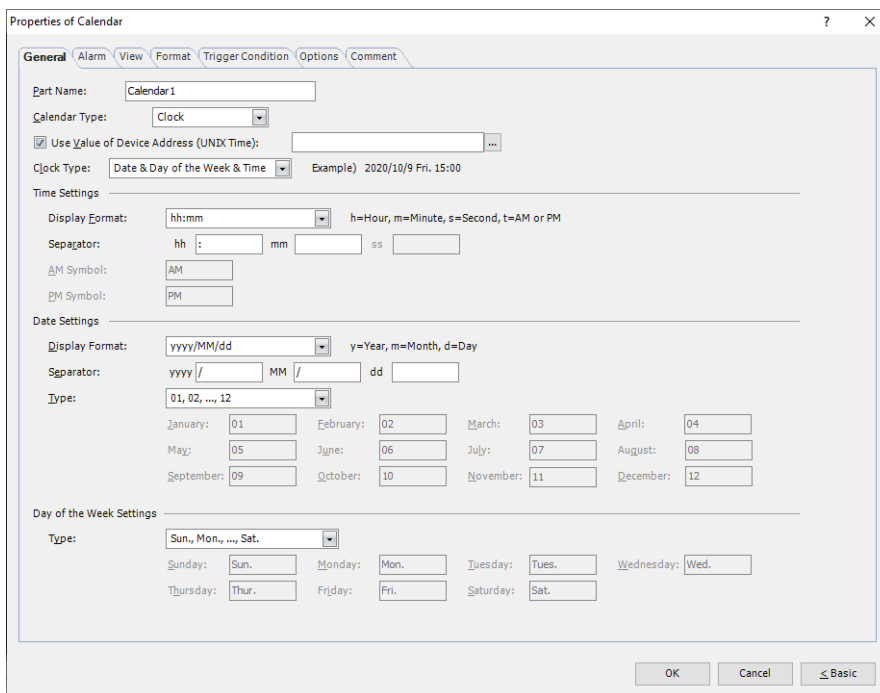 Properties of Calendar ? ×
General Alarm View Format Trigger Condition Options Comment
Part Name: Calendar1
Calendar Type: Clock
Use Value of Device Address (UNIX Time): ...
Clock Type: Date & Day of the Week & Time Example) 2020/10/9 Fri. 15:00
Time Settings
Display Format: hh:mm h=Hour, m=Minute, s=Second, t=AM or PM
Separator: hh : mm ss
AM Symbol: AM
PM Symbol: PM
Date Settings
Display Format: yyyy/MM/dd y=Year, m=Month, d=Day
Separator: yyyy / MM / dd
Type: 01, 02, ..., 12
January: 01 February: 02 March: 03 April: 04
May: 05 June: 06 July: 07 August: 08
September: 09 October: 10 November: 11 December: 12
Day of the Week Settings
Type: Sun., Mon., ..., Sat.
Sunday: Sun. Monday: Mon. Tuesday: Tues. Wednesday: Wed.
Thursday: Thur. Friday: Fri. Saturday: Sat.
OK Cancel < Basic